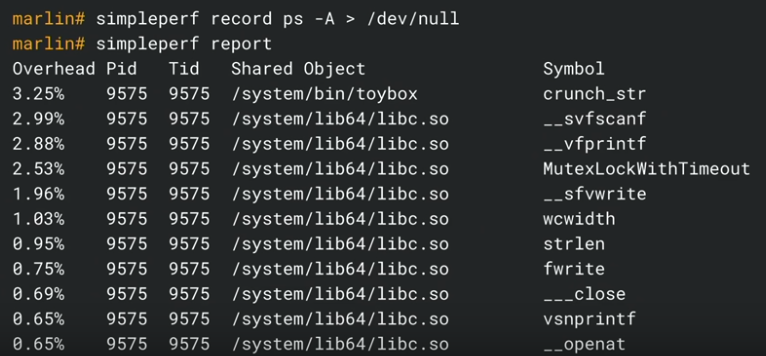 marlin# simpleperf record ps -A > /dev/null
marlin# simpleperf report
Overhead Pid Tid Shared Object Symbol
3.25% 9575 9575 /system/bin/toybox crunch_str
2.99% 9575 9575 /system/lib64/libc.so __svfscanf
2.88% 9575 9575 /system/lib64/libc.so __vfprintf
2.53% 9575 9575 /system/lib64/libc.so MutexLockWithTimeout
1.96% 9575 9575 /system/lib64/libc.so __sfvwrite
1.03% 9575 9575 /system/lib64/libc.so wcwidth
0.95% 9575 9575 /system/lib64/libc.so strlen
0.75% 9575 9575 /system/lib64/libc.so fwrite
0.69% 9575 9575 /system/lib64/libc.so ___close
0.65% 9575 9575 /system/lib64/libc.so vsnprintf
0.65% 9575 9575 /system/lib64/libc.so __openat